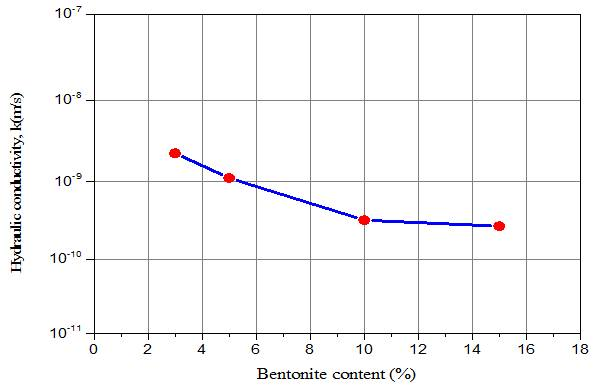 10⁻⁷
10⁻⁸
10⁻⁹
10⁻¹⁰
10⁻¹¹
Hydraulic conductivity, k(m/s)
0 2 4 6 8 10 12 14 16 18
Bentonite content (%)